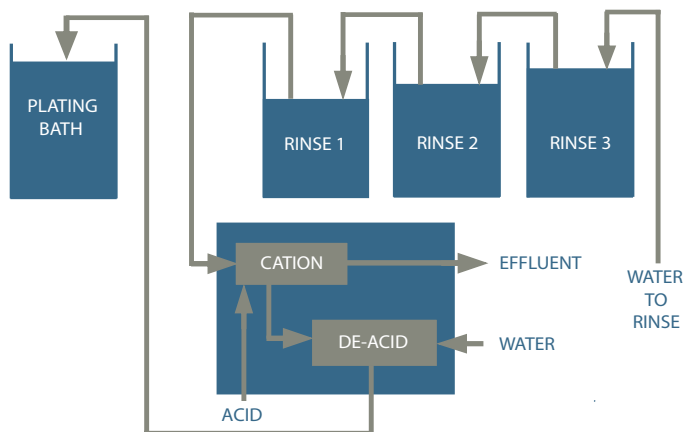 PLATING
BATH
RINSE 1
RINSE 2
RINSE 3
CATION
EFFLUENT
WATER
TO
RINSE
DE-ACID
WATER
ACID